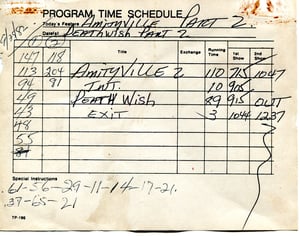 PROGRAM TIME SCHEDULE
Today's Feature AMITYVILLE PART 2
Date(s) DEATHWISH PART 2
Title Exchange Running Time 1st Show 2nd Show
147 118
113 204 AMITYVILLE 2 110 715 1047
94 81 INT. 10 905
49 DEATH WISH 89 915 OUT
43 EXIT 3 1044 1237
48
55
Special Instructions
.61-56-29-11-14-17-21.
.37-65-21
TP-196